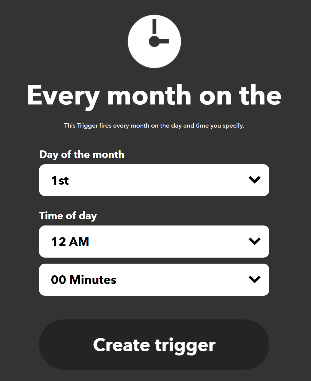 Every month on the
This Trigger fires every month on the day and time you specify.
Day of the month
1st
Time of day
12 AM
00 Minutes
Create trigger